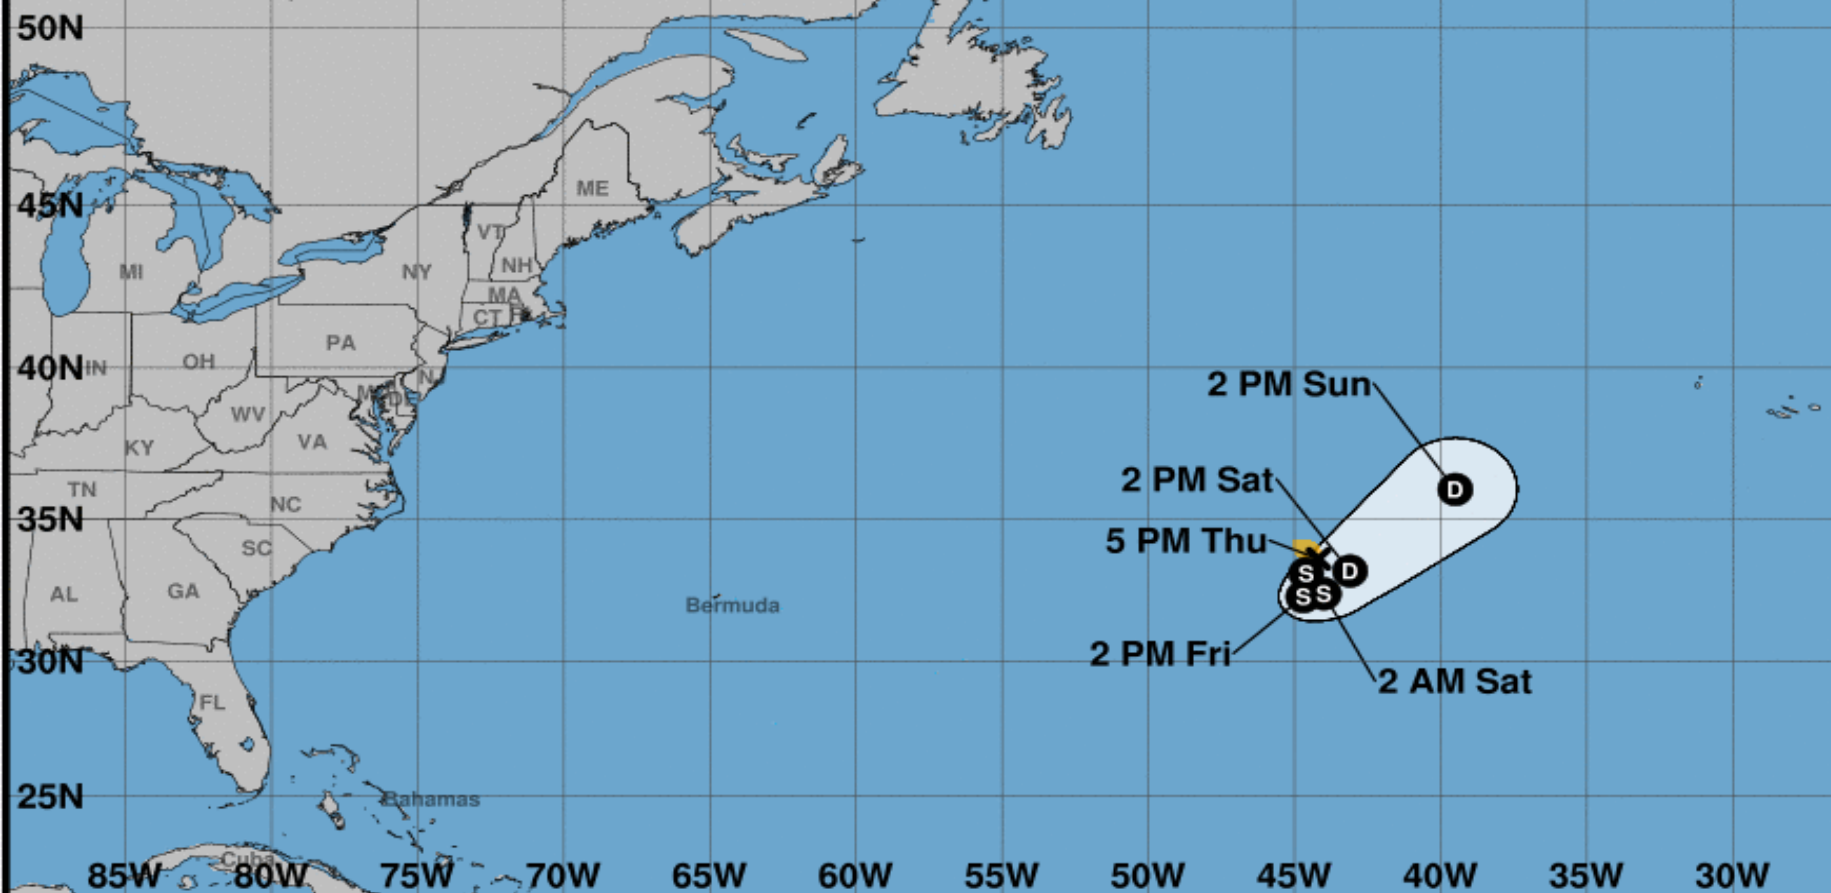 50N
ME
45N
VT
MI
NY
NH
MA
CT
PA
OH
40N
IN
2 PM Sun
WV
VA
KY
2 PM Sat
TN
D
NC
35N
5 PM Thu
SC
S
D
AL
GA
S
S
Bermuda
2 PM Fri
30N
2 AM Sat
FL
25N
Bahamas
Cuba
85W
80W
75W
70W
65W
60W
55W
50W
45W
40W
35W
30W